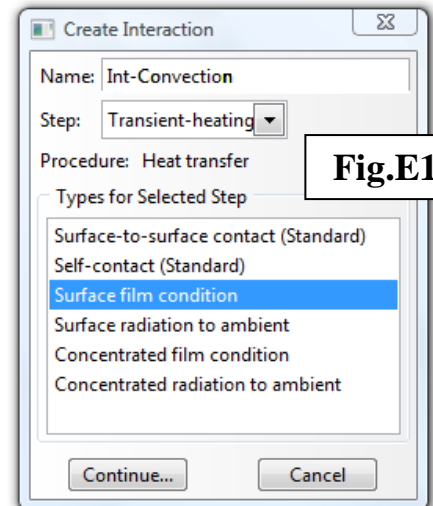 Create Interaction
Name: Int-Convection
Step: Transient-heating
Procedure: Heat transfer
Fig.E1
Types for Selected Step
Surface-to-surface contact (Standard)
Self-contact (Standard)
Surface film condition
Surface radiation to ambient
Concentrated film condition
Concentrated radiation to ambient
Continue... Cancel